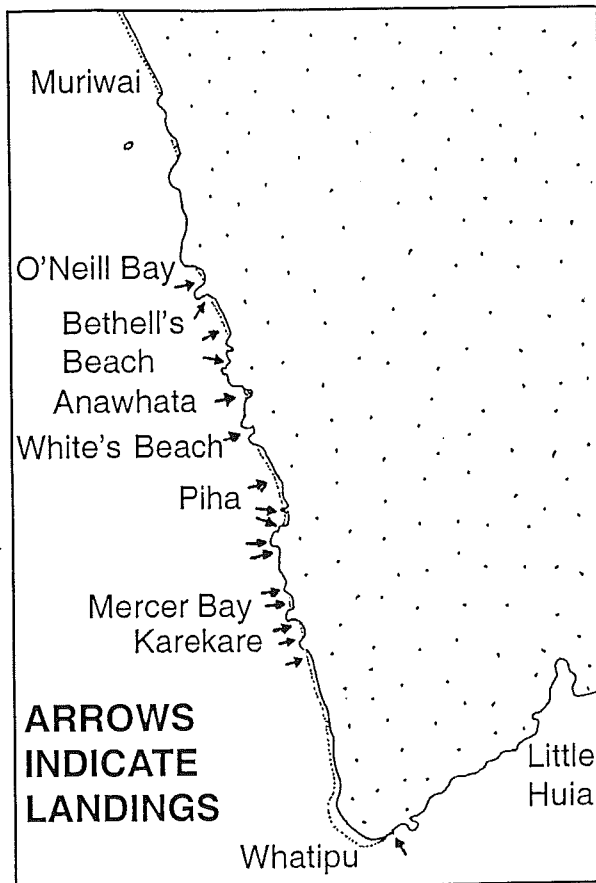 Muriwai
O'Neill Bay
Bethell's
Beach
Anawhata
White's Beach
Piha
Mercer Bay
Karekare
ARROWS
INDICATE
LANDINGS
Little
Huia
Whatipu